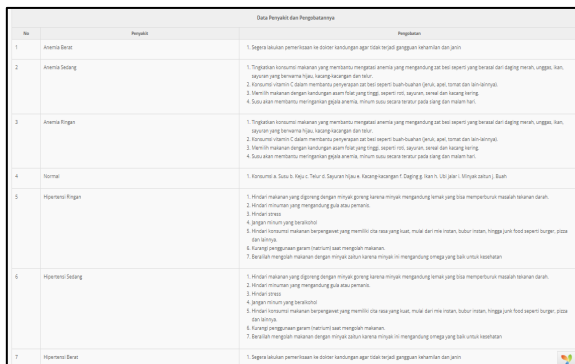 Data Penyakit dan Pengobatannya
No Penyakit Pengobatan
1 Anemia Berat 1. Segera lakukan pemeriksaan ke dokter kandungan agar tidak terjadi gangguan kehamilan dan janin
2 Anemia Sedang 1. Tingkatkan konsumsi makanan yang membantu mengatasi anemia yang mengandung zat besi seperti yang berasal dari daging merah, unggas, ikan,
sayuran yang berwarna hijau, kacang-kacangan dan telur.
2. Konsumsi vitamin C dalam membantu penyerapan zat besi seperti buah-buahan (jeruk, apel, tomat dan lain-lainnya).
3. Memilih makanan dengan kandungan asam folat yang tinggi, seperti roti, sayuran, sereal dan kacang kering.
4. Susu akan membantu meringankan gejala anemia, minum susu secara teratur pada siang dan malam hari.
3 Anemia Ringan 1. Tingkatkan konsumsi makanan yang membantu mengatasi anemia yang mengandung zat besi seperti yang berasal dari daging merah, unggas, ikan,
sayuran yang berwarna hijau, kacang-kacangan dan telur.
2. Konsumsi vitamin C dalam membantu penyerapan zat besi seperti buah-buahan (jeruk, apel, tomat dan lain-lainnya).
3. Memilih makanan dengan kandungan asam folat yang tinggi, seperti roti, sayuran, sereal dan kacang kering.
4. Susu akan membantu meringankan gejala anemia, minum susu secara teratur pada siang dan malam hari.
4 Normal 1. Konsumsi a. Susu b. Keju c. Telur d. Sayuran hijau e. Kacang-kacangan f. Daging g. Ikan h. Ubi jalar i. Minyak zaitun j. Buah
5 Hipertensi Ringan 1. Hindari makanan yang digoreng dengan minyak goreng karena minyak mengandung lemak yang bisa memperburuk masalah tekanan darah.
2. Hindari minuman yang mengandung gula atau pemanis.
3. Hindari stress
4. Jangan minum yang beralkohol
5. Hindari konsumsi makanan berpengawet yang memiliki cita rasa yang kuat, mulai dari mie instan, bubur instan, hingga junk food seperti burger, pizza
dan lainnya.
6. Kurangi penggunaan garam (natrium) saat mengolah makanan.
7. Beralilah mengolah makanan dengan minyak zaitun karena minyak ini mengandung omega yang baik untuk kesehatan
6 Hipertensi Sedang 1. Hindari makanan yang digoreng dengan minyak goreng karena minyak mengandung lemak yang bisa memperburuk masalah tekanan darah.
2. Hindari minuman yang mengandung gula atau pemanis.
3. Hindari stress
4. Jangan minum yang beralkohol
5. Hindari konsumsi makanan berpengawet yang memiliki cita rasa yang kuat, mulai dari mie instan, bubur instan, hingga junk food seperti burger, pizza
dan lainnya.
6. Kurangi penggunaan garam (natrium) saat mengolah makanan.
7. Beralilah mengolah makanan dengan minyak zaitun karena minyak ini mengandung omega yang baik untuk kesehatan
7 Hipertensi Berat 1. Segera lakukan pemeriksaan ke dokter kandungan agar tidak terjadi gangguan kehamilan dan janin